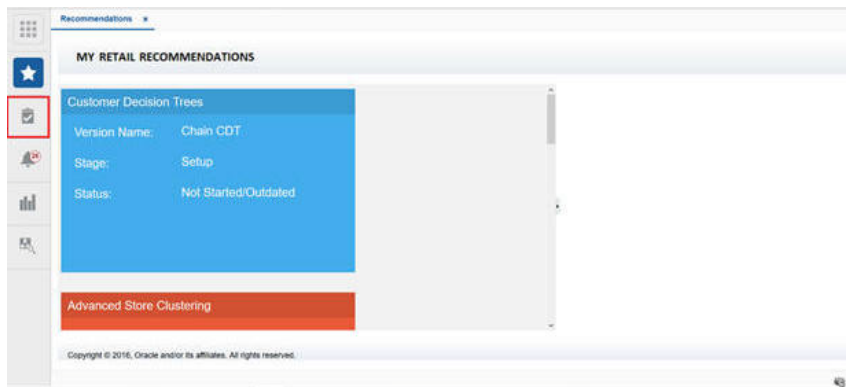 Recommendations x
MY RETAIL RECOMMENDATIONS
Customer Decision Trees
Version Name: Chain CDT
Stage: Setup
Status: Not Started/Outdated
Advanced Store Clustering
Copyright © 2016, Oracle and/or its affiliates. All rights reserved.